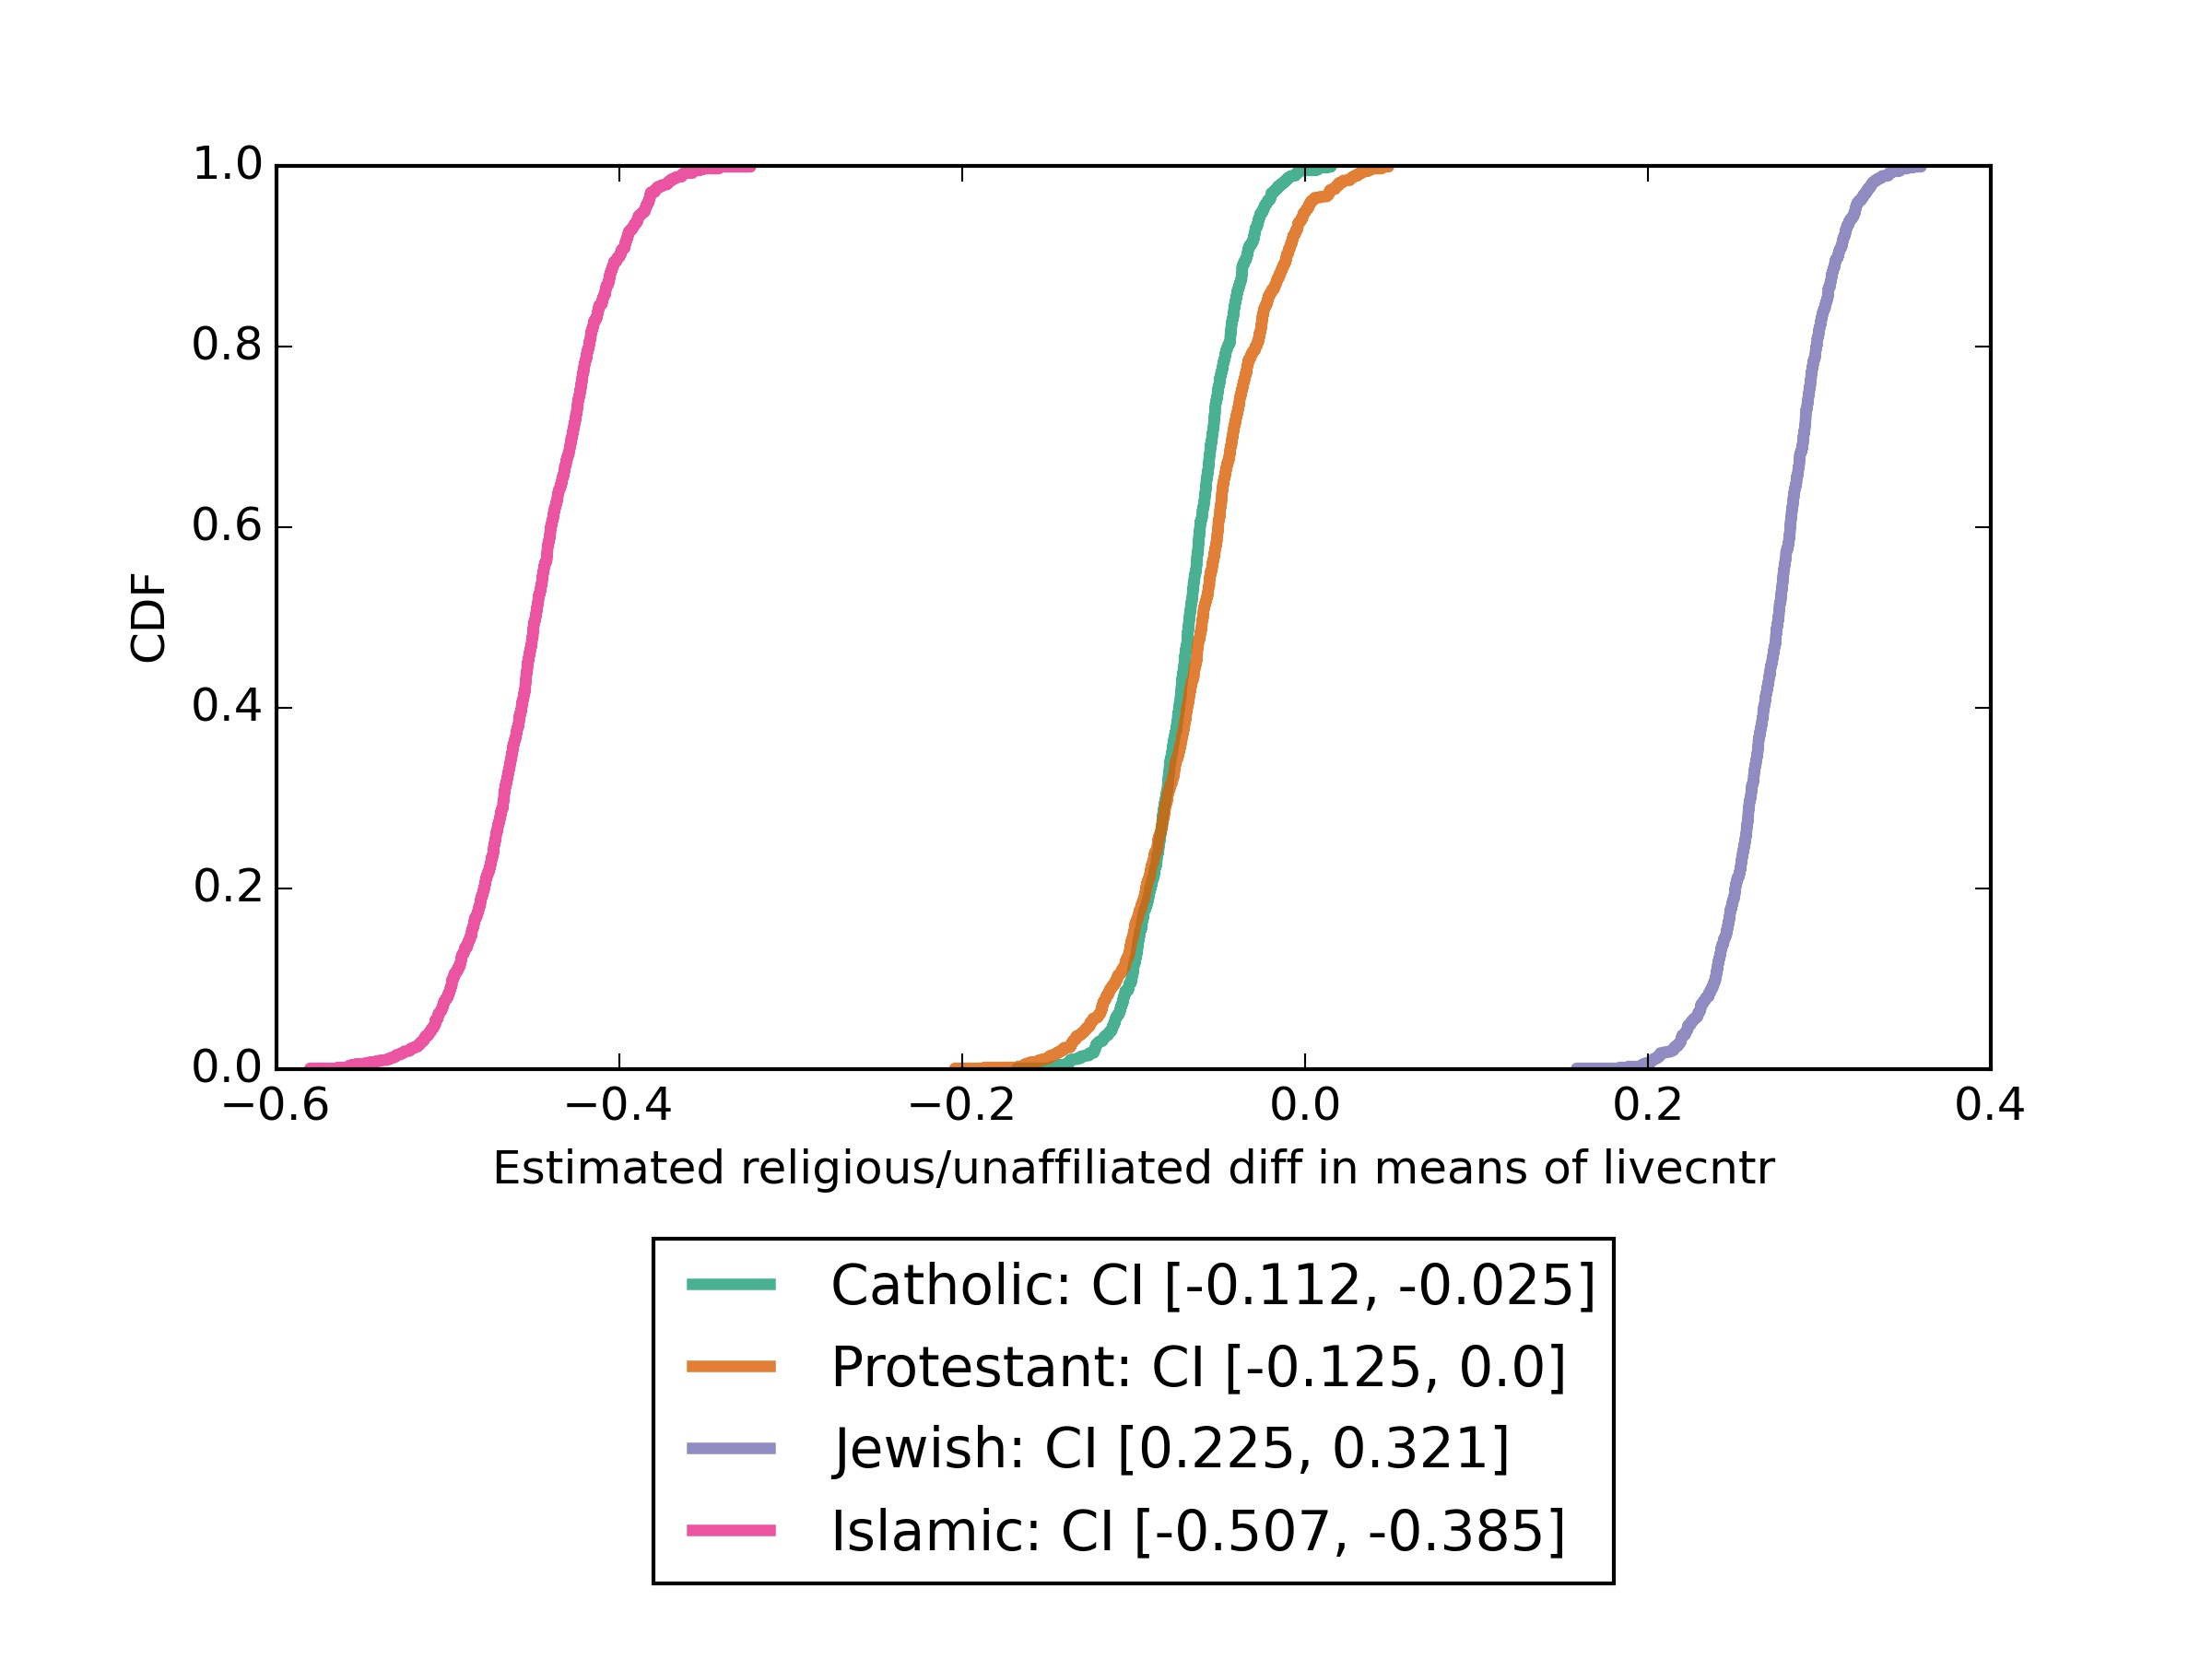 1.0
0.8
0.6
0.4
0.2
0.0
CDF
−0.6 −0.4 −0.2 0.0 0.2 0.4
Estimated religious/unaffiliated diff in means of livecntr
Catholic: CI [-0.112, -0.025]
Protestant: CI [-0.125, 0.0]
Jewish: CI [0.225, 0.321]
Islamic: CI [-0.507, -0.385]